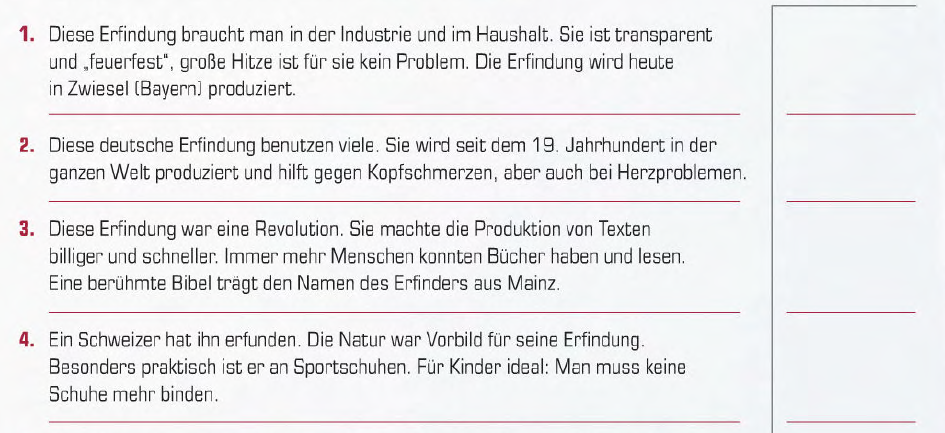 1. Diese Erfindung braucht man in der Industrie und im Haushalt. Sie ist transparent
und „feuerfest“, große Hitze ist für sie kein Problem. Die Erfindung wird heute
in Zwiesel (Bayern) produziert.
2. Diese deutsche Erfindung benutzen viele. Sie wird seit dem 19. Jahrhundert in der
ganzen Welt produziert und hilft gegen Kopfschmerzen, aber auch bei Herzproblemen.
3. Diese Erfindung war eine Revolution. Sie machte die Produktion von Texten
billiger und schneller. Immer mehr Menschen konnten Bücher haben und lesen.
Eine berühmte Bibel trägt den Namen des Erfinders aus Mainz.
4. Ein Schweizer hat ihn erfunden. Die Natur war Vorbild für seine Erfindung.
Besonders praktisch ist er an Sportschuhen. Für Kinder ideal: Man muss keine
Schuhe mehr binden.